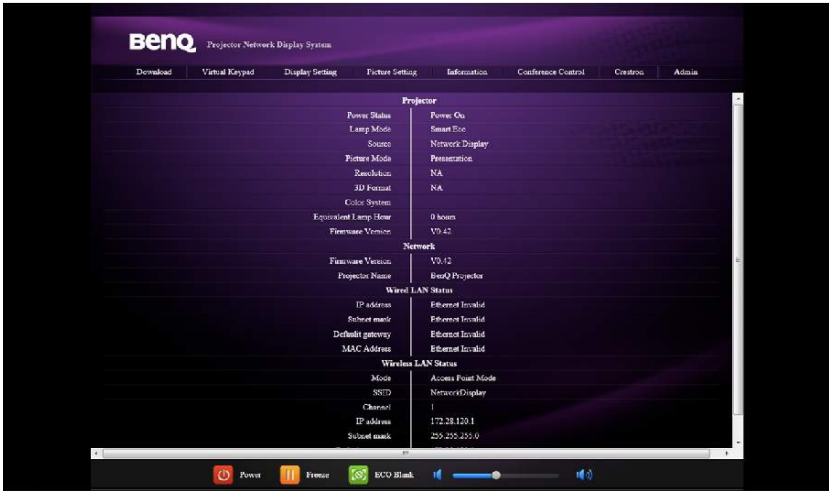 BenQ Projector Network Display System
Download Virtual Keypad Display Setting Picture Setting Information Conference Control Crestron Admin
Projector
Power Status Power On
Lamp Mode Smart Eco
Source Network Display
Picture Mode Presentation
Resolution NA
3D Format NA
Color System
Equivalent Lamp Hour 0 hours
Firmware Version V0.42
Network
Firmware Version V0.42
Projector Name BenQ Projector
Wired LAN Status
IP address Ethernet Invalid
Subnet mask Ethernet Invalid
Default gateway Ethernet Invalid
MAC Address Ethernet Invalid
Wireless LAN Status
Mode Access Point Mode
SSID NetworkDisplay
Channel 1
IP address 172.28.120.1
Subnet mask 255.255.255.0
Power Freeze ECO Blank